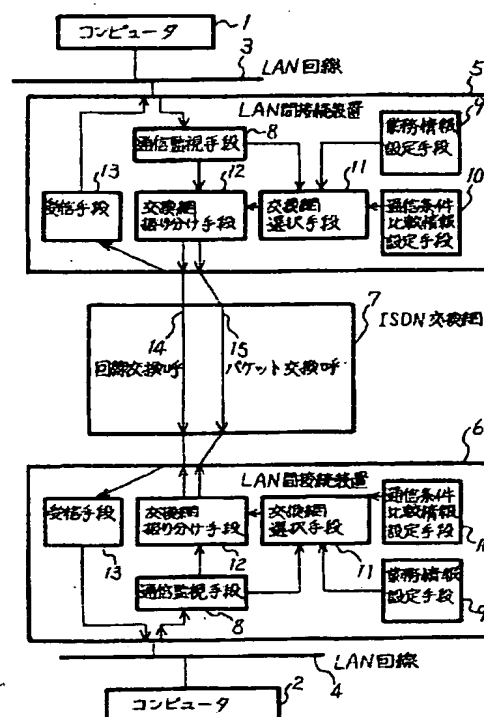 コンピュータ
1
3
LAN回線
5
LAN間接続装置
9
8
業務情報
設定手段
通信監視手段
13
12
11
10
受信手段
交換網
振り分け手段
交換網
選択手段
通信条件
比較情報
設定手段
7
ISDN交換網
14
15
回線交換呼
パケット交換呼
6
LAN間接続装置
受信手段
交換網
振り分け手段
交換網
選択手段
通信条件
比較情報
設定手段
13
12
11
通信監視手段
業務情報
設定手段
8
9
LAN回線
4
コンピュータ
2